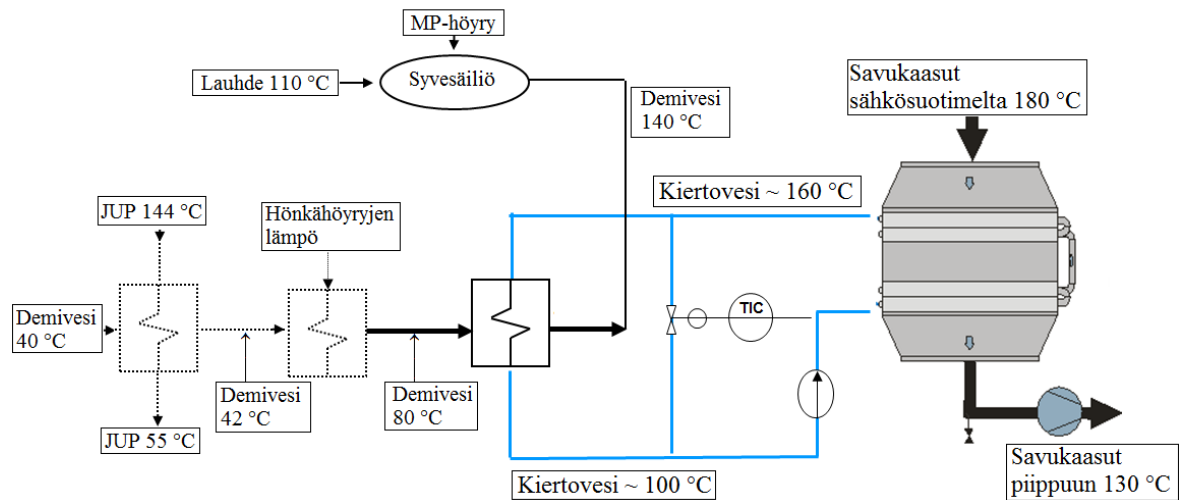 MP-höyry
Lauhde 110 °C
Syvesäiliö
Demivesi
140 °C
Savukaasut
sähkösuotimelta 180 °C
Kiertovesi ~ 160 °C
JUP 144 °C
Hönkähöyryjen
lämpö
TIC
Demivesi
40 °C
Demivesi
42 °C
Demivesi
80 °C
JUP 55 °C
Kiertovesi ~ 100 °C
Savukaasut
piippuun 130 °C